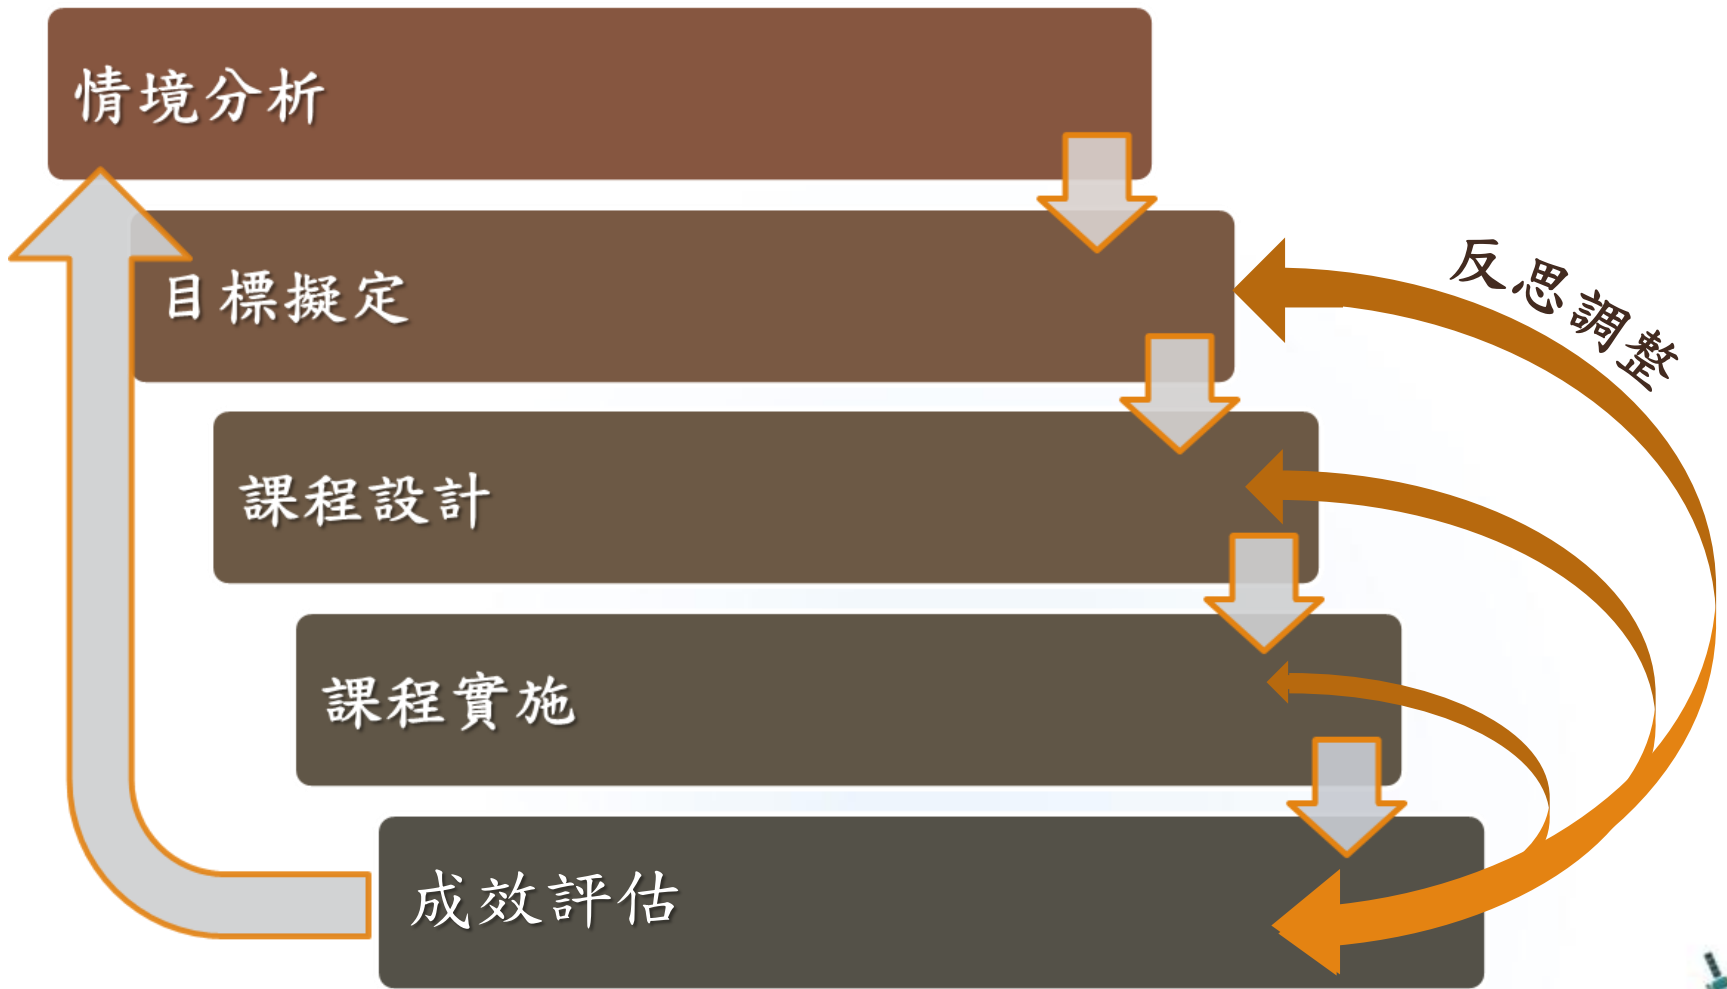 情境分析
目標擬定
反思調整
課程設計
課程實施
成效評估